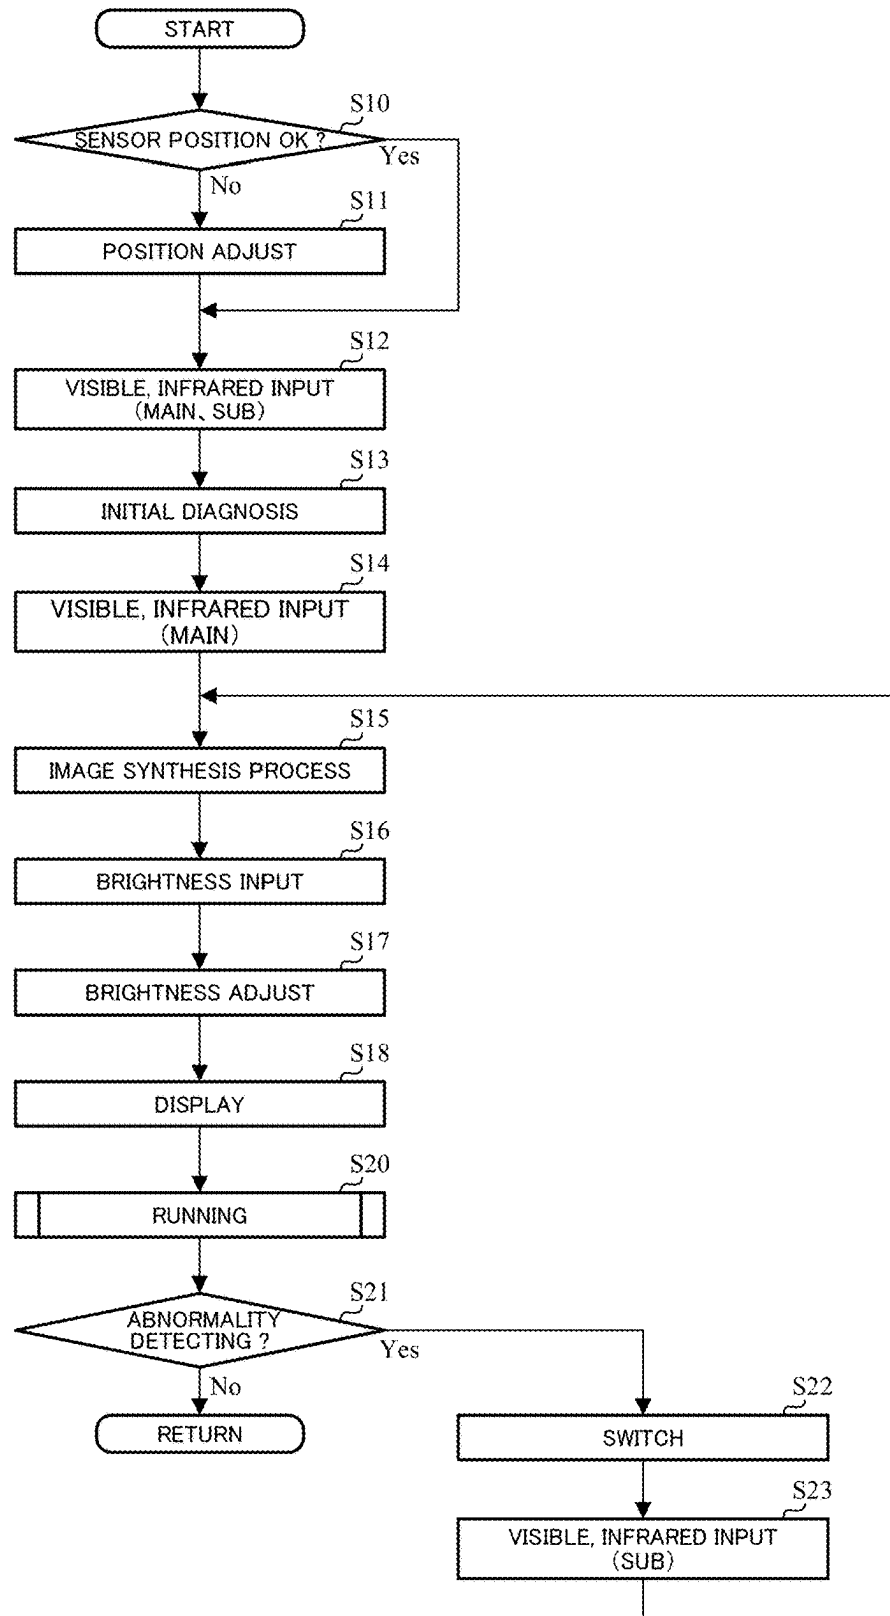 START
S10
SENSOR POSITION OK ?
Yes
No
S11
POSITION ADJUST
S12
VISIBLE, INFRARED INPUT
(MAIN、SUB)
S13
INITIAL DIAGNOSIS
S14
VISIBLE, INFRARED INPUT
(MAIN)
S15
IMAGE SYNTHESIS PROCESS
S16
BRIGHTNESS INPUT
S17
BRIGHTNESS ADJUST
S18
DISPLAY
S20
RUNNING
S21
ABNORMALITY
DETECTING ?
Yes
No
RETURN
S22
SWITCH
S23
VISIBLE, INFRARED INPUT
(SUB)